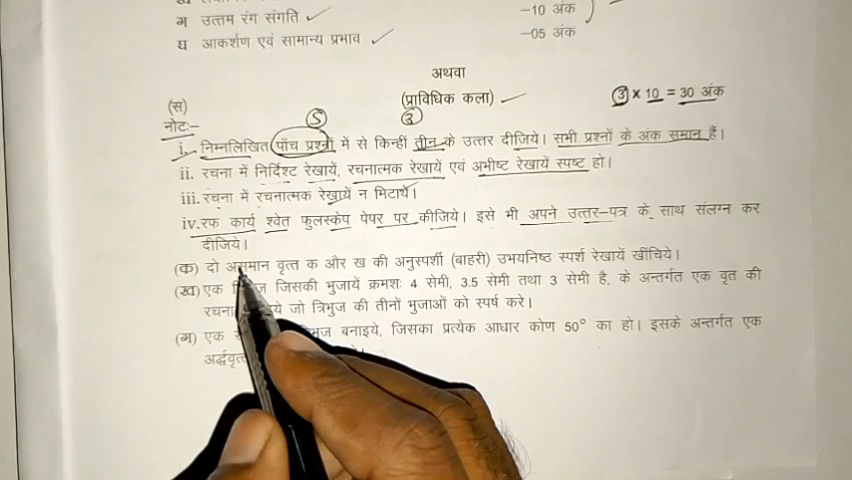 ग उत्तम रंग संगति –10 अंक
घ आकर्शण एवं सामान्य प्रभाव –05 अंक
अथवा
(स) (प्राविधिक कला) 3 x 10 = 30 अंक
5 3
नोटः–
i. निम्नलिखित पाँच प्रश्नों में से किन्हीं तीन के उत्तर दीजिये। सभी प्रश्नों के अंक समान हैं।
ii. रचना में निर्दिश्ट रेखायें, रचनात्मक रेखायें एवं अभीष्ट रेखायें स्पष्ट हो।
iii. रचना में रचनात्मक रेखायें न मिटायें।
iv. रफ कार्य श्वेत फुलस्केप पेपर पर कीजिये। इसे भी अपने उत्तर–पत्र के साथ संलग्न कर
दीजिये।
(क) दो असमान वृत्त क और ख की अनुस्पर्शी (बाहरी) उभयनिष्ठ स्पर्श रेखायें खींचिये।
(ख) एक जिसकी भुजायें क्रमशः 4 सेमी, 3.5 सेमी तथा 3 सेमी है, के अन्तर्गत एक वृत की
रचना जो त्रिभुज की तीनों भुजाओं को स्पर्श करे।
(ग) एक बनाइये, जिसका प्रत्येक आधार कोण 50° का हो। इसके अन्तर्गत एक